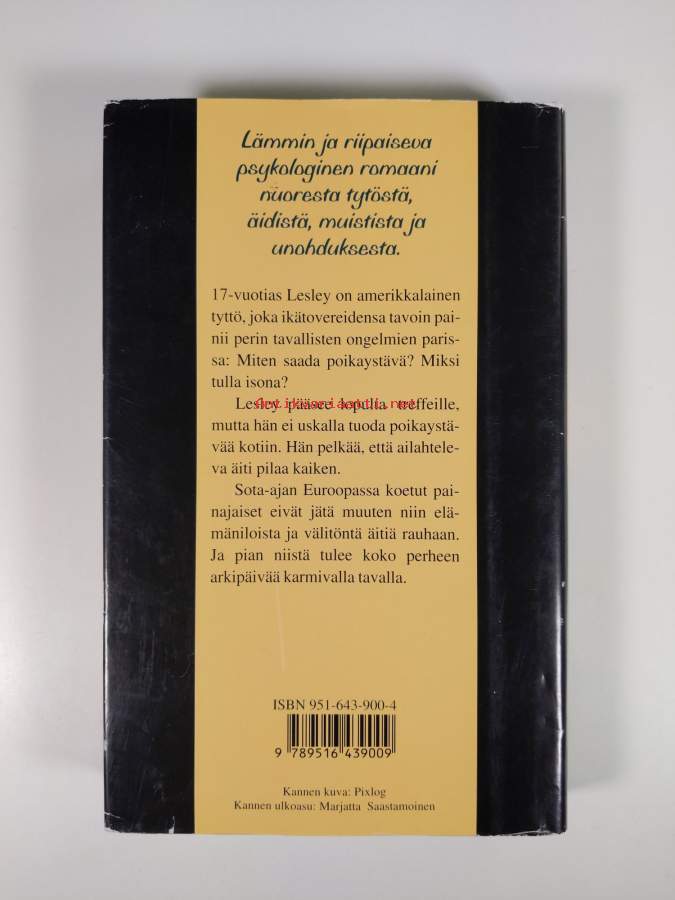 Lämmin ja riipaiseva
psykologinen romaani
nuoresta tytöstä,
äidistä, muistista ja
unohduksesta.
17-vuotias Lesley on amerikkalainen
tyttö, joka ikätovereidensa tavoin pai-
nii perin tavallisten ongelmien paris-
sa: Miten saada poikaystävä? Miksi
tulla isona?
Lesley pääsee lopulta treffeille,
Antikvariaatti.net
mutta hän ei uskalla tuoda poikaystä-
vää kotiin. Hän pelkää, että ailahtele-
va äiti pilaa kaiken.
Sota-ajan Euroopassa koetut pai-
najaiset eivät jätä muuten niin elä-
mäniloista ja välitöntä äitiä rauhaan.
Ja pian niistä tulee koko perheen
arkipäivää karmivalla tavalla.
ISBN 951-643-900-4
9 789516 439009
Kannen kuva: Pixlog
Kannen ulkoasu: Marjatta Saastamoinen